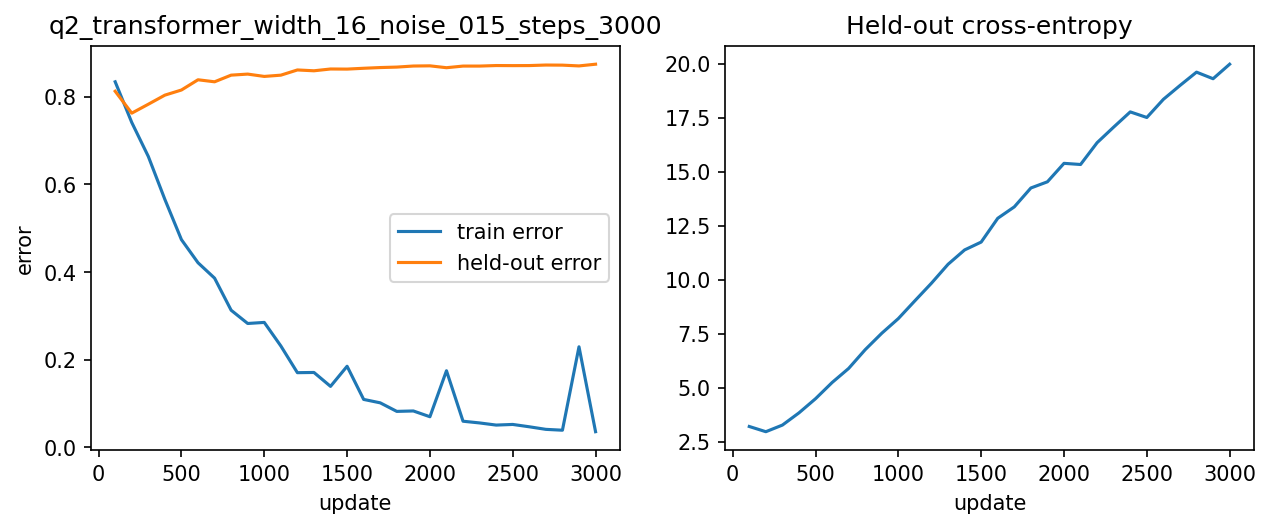 q2_transformer_width_16_noise_015_steps_3000
error
0.8
0.6
0.4
0.2
0.0
train error
held-out error
0 500 1000 1500 2000 2500 3000
update
Held-out cross-entropy
20.0
17.5
15.0
12.5
10.0
7.5
5.0
2.5
0 500 1000 1500 2000 2500 3000
update